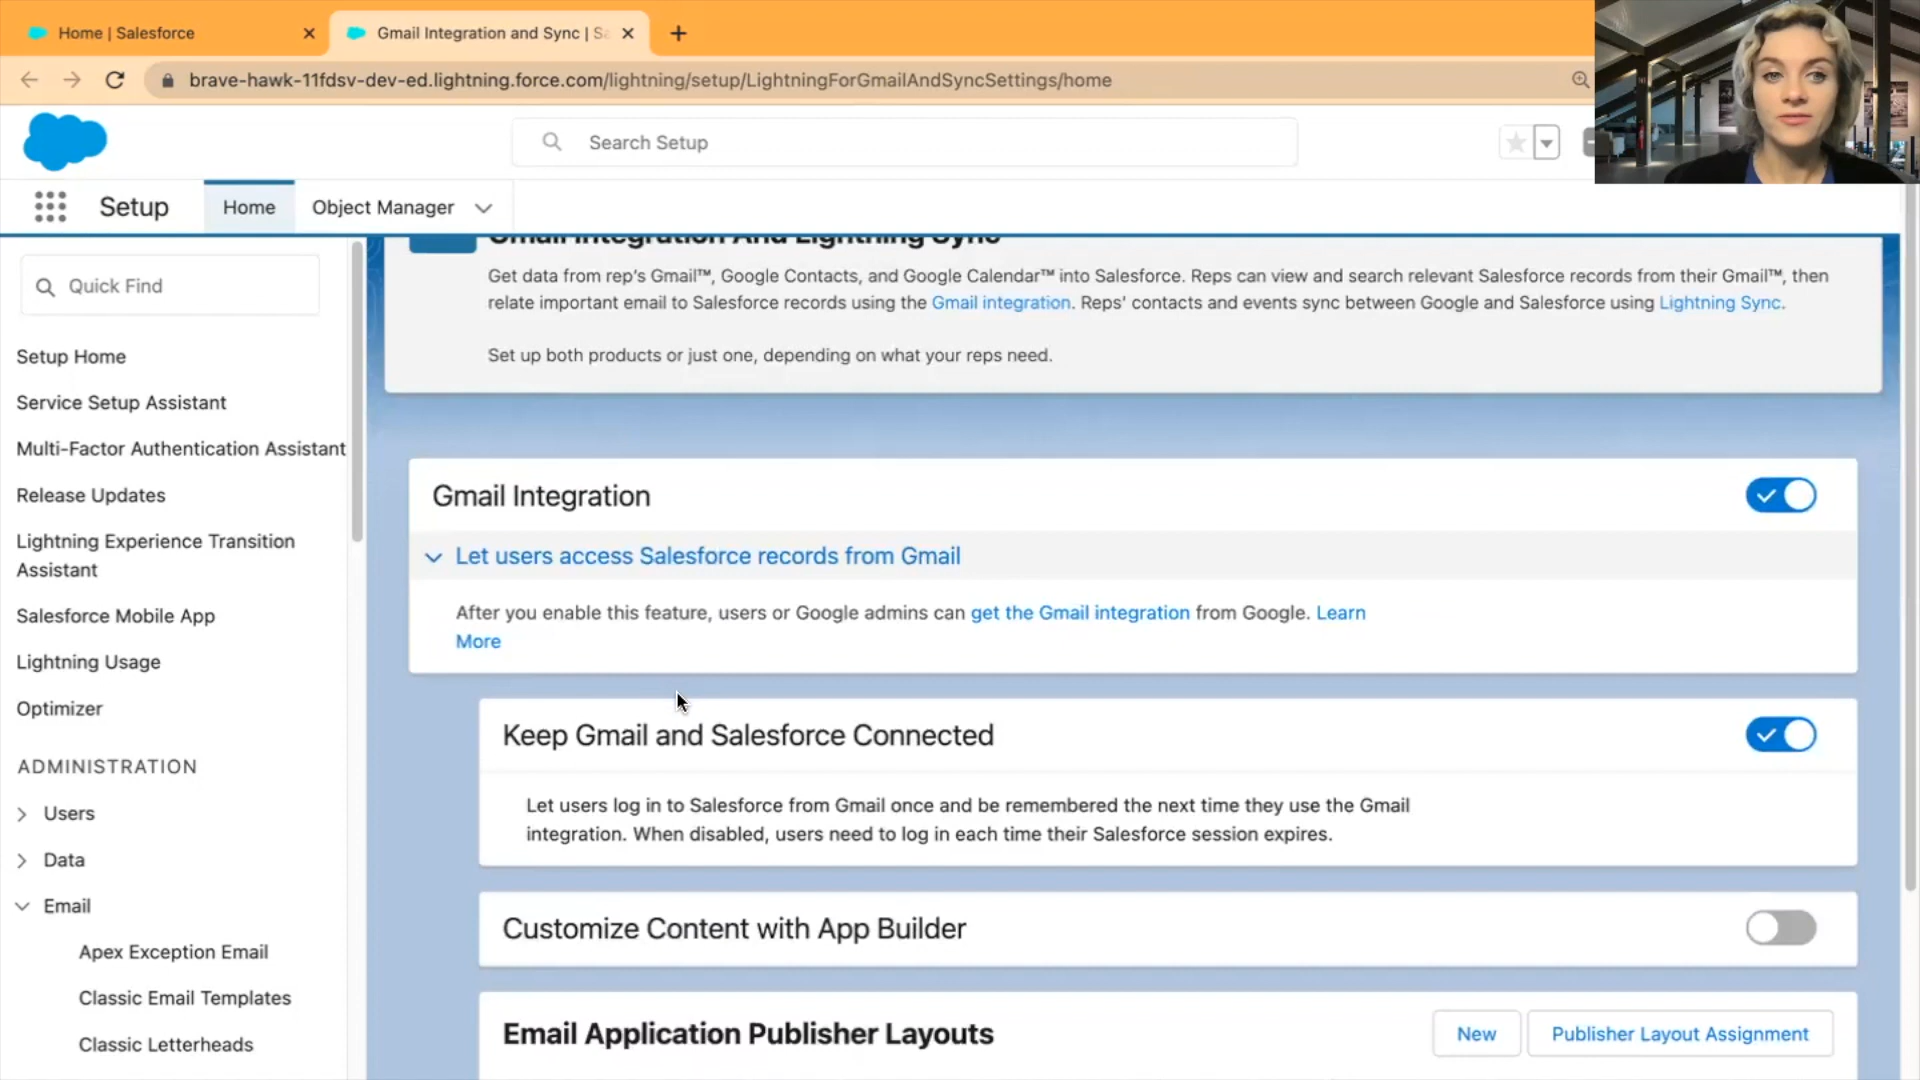 Home | Salesforce
Gmail Integration and Sync | Sa
brave-hawk-11fdsv-dev-ed.lightning.force.com/lightning/setup/LightningForGmailAndSyncSettings/home
Search Setup
Setup
Home
Object Manager
Quick Find
Setup Home
Service Setup Assistant
Multi-Factor Authentication Assistant
Release Updates
Lightning Experience Transition
Assistant
Salesforce Mobile App
Lightning Usage
Optimizer
ADMINISTRATION
Users
Data
Email
Apex Exception Email
Classic Email Templates
Classic Letterheads
Gmail Integration And Lightning Sync
Get data from rep's Gmail™, Google Contacts, and Google Calendar™ into Salesforce. Reps can view and search relevant Salesforce records from their Gmail™, then
relate important email to Salesforce records using the Gmail integration. Reps' contacts and events sync between Google and Salesforce using Lightning Sync.
Set up both products or just one, depending on what your reps need.
Gmail Integration
Let users access Salesforce records from Gmail
After you enable this feature, users or Google admins can get the Gmail integration from Google. Learn
More
Keep Gmail and Salesforce Connected
Let users log in to Salesforce from Gmail once and be remembered the next time they use the Gmail
integration. When disabled, users need to log in each time their Salesforce session expires.
Customize Content with App Builder
Email Application Publisher Layouts
New
Publisher Layout Assignment